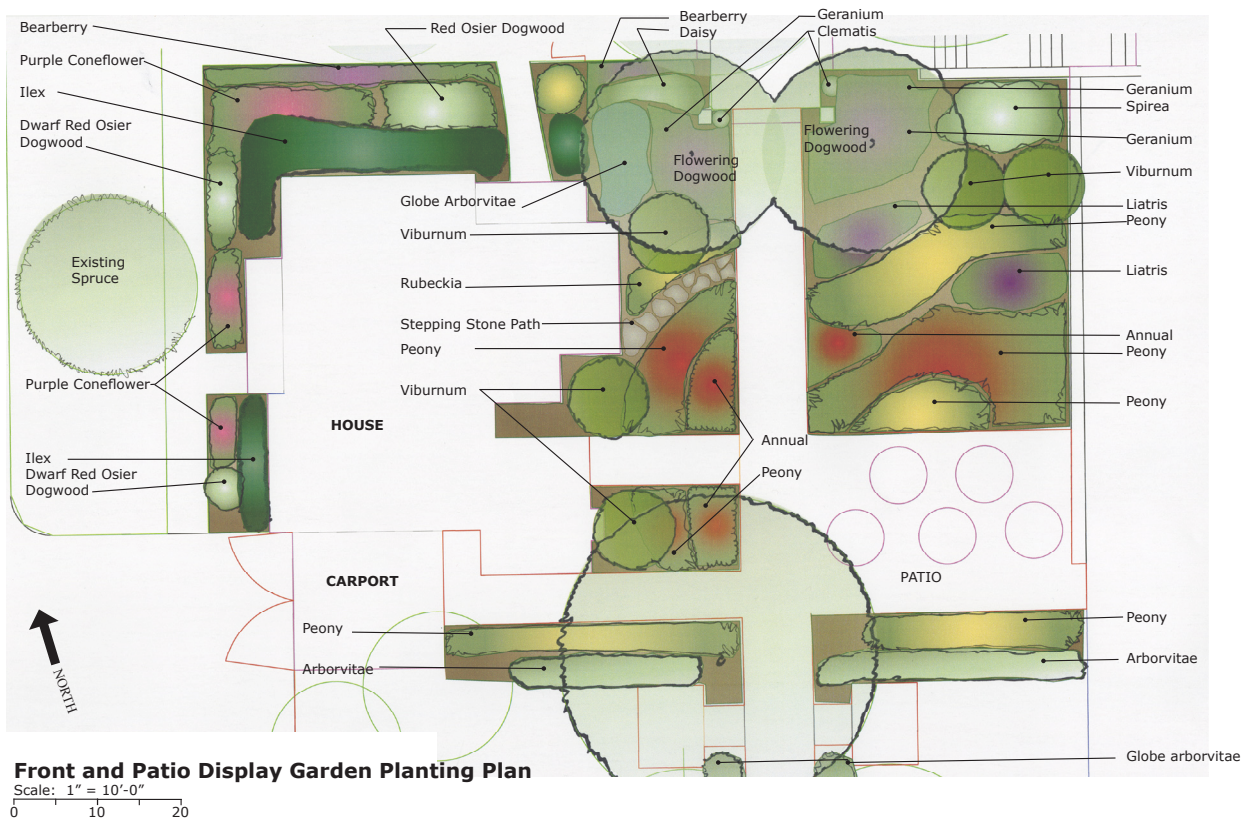 Bearberry
Purple Coneflower
Ilex
Dwarf Red Osier
Dogwood
Red Osier Dogwood
Bearberry
Daisy
Geranium
Clematis
Geranium
Spirea
Geranium
Viburnum
Liatris
Peony
Liatris
Annual
Peony
Peony
Flowering
Dogwood
Flowering
Dogwood
Globe Arborvitae
Viburnum
Rubeckia
Stepping Stone Path
Peony
Viburnum
Existing
Spruce
Purple Coneflower
HOUSE
Ilex
Dwarf Red Osier
Dogwood
Annual
Peony
CARPORT
PATIO
Peony
Arborvitae
Peony
Arborvitae
Globe arborvitae
NORTH
Front and Patio Display Garden Planting Plan
Scale: 1” = 10’-0”
0 10 20